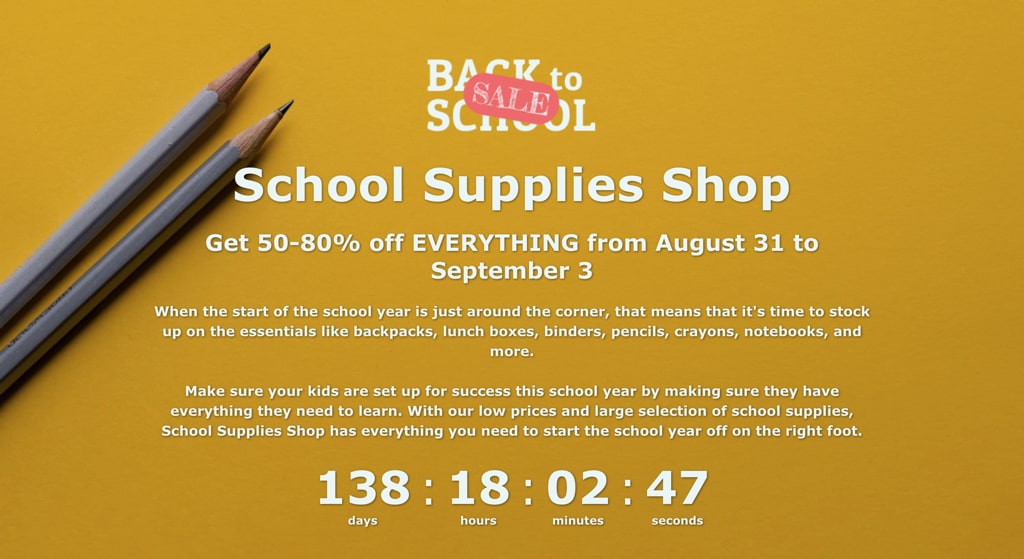 BACK to
SALE
SCHOOL
School Supplies Shop
Get 50-80% off EVERYTHING from August 31 to
September 3
When the start of the school year is just around the corner, that means that it's time to stock
up on the essentials like backpacks, lunch boxes, binders, pencils, crayons, notebooks, and
more.
Make sure your kids are set up for success this school year by making sure they have
everything they need to learn. With our low prices and large selection of school supplies,
School Supplies Shop has everything you need to start the school year off on the right foot.
138 : 18 : 02 : 47
days hours minutes seconds